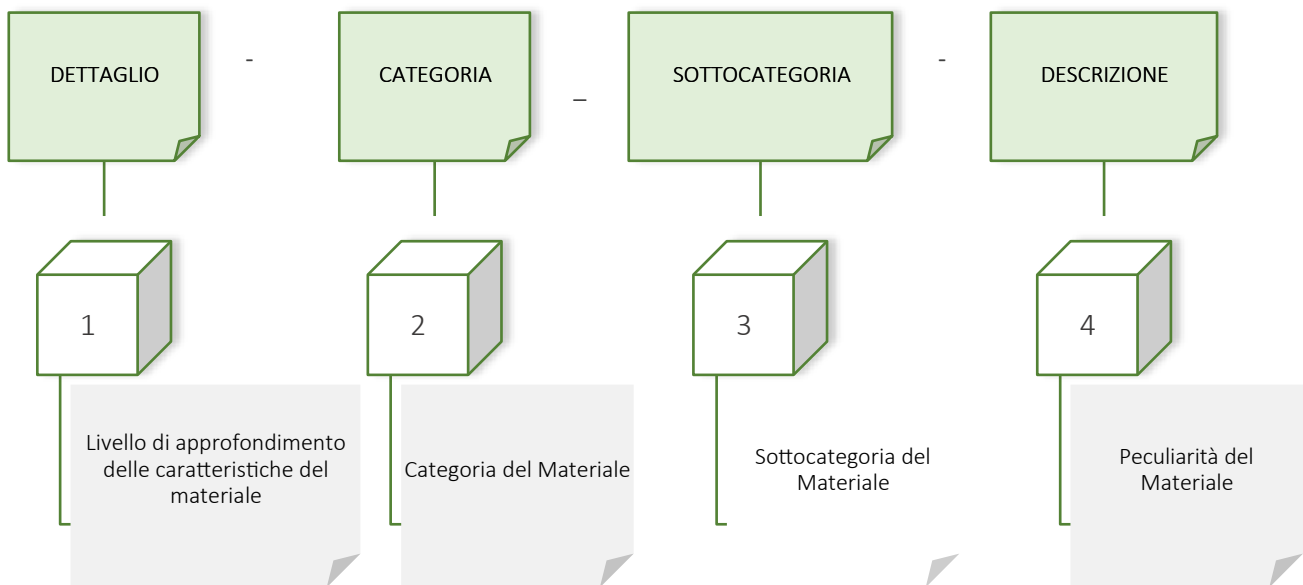 DETTAGLIO - CATEGORIA – SOTTOCATEGORIA - DESCRIZIONE
1 2 3 4
Livello di approfondimento
delle caratteristiche del
materiale
Categoria del Materiale
Sottocategoria del
Materiale
Peculiarità del
Materiale